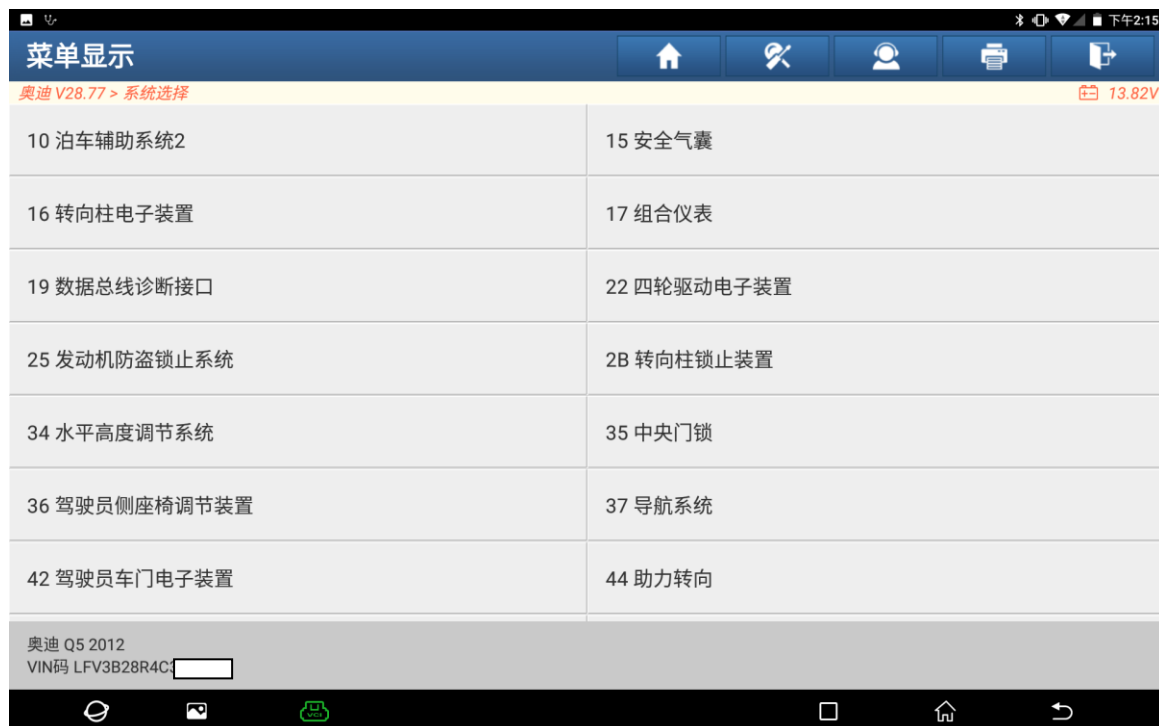 下午2:15
菜单显示
奥迪 V28.77 > 系统选择
13.82V
10 泊车辅助系统2
15 安全气囊
16 转向柱电子装置
17 组合仪表
19 数据总线诊断接口
22 四轮驱动电子装置
25 发动机防盗锁止系统
2B 转向柱锁止装置
34 水平高度调节系统
35 中央门锁
36 驾驶员侧座椅调节装置
37 导航系统
42 驾驶员车门电子装置
44 助力转向
奥迪 Q5 2012
VIN码 LFV3B28R4C
VCI